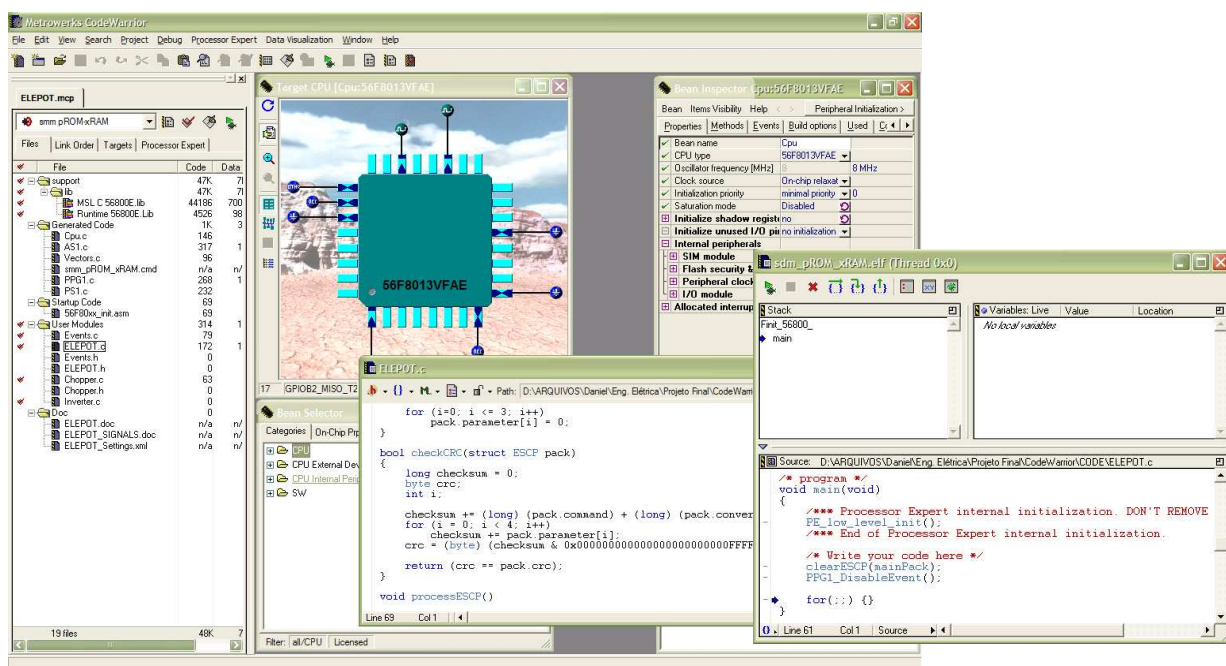 Metrowerks CodeWarrior
File Edit View Search Project Debug Processor Expert Data Visualization Window Help
ELEPOT.mcp
smm pROM-xRAM
Files Link Order Targets Processor Expert
File Code Data
support 47K 7l
lib 47K 7l
MSL C 56800E.lib 44186 700
Runtime 56800E.Lib 4526 98
Generated Code 1K 3
Cpu.c 146
AS1.c 317 1
Vectors.c 96
smm_pROM_xRAM.cmd n/a n/
PPG1.c 268 1
PS1.c 232
Startup Code 69
56F80xx_init.asm 69
User Modules 314 1
Events.c 79
ELEPOT.c 172 1
Events.h 0
ELEPOT.h 0
Chopper.c 63
Chopper.h 0
Inverter.c 0
Doc 0
ELEPOT.doc n/a n/
ELEPOT_SIGNALS.doc n/a n/
ELEPOT_Settings.xml n/a n/
19 files 48K 7
Target CPU [Cpu:56F8013VFAE]
56F8013VFAE
17 GPIOB2_MISO_T2
Bean Selector
Categories On-Chip Prp
CPU
CPU External Dev
CPU Internal Perip
SW
Filter: all/CPU Licensed
Bean Inspector Cpu:56F8013VFAE
Bean Items Visibility Help < > Peripheral Initialization >
Properties Methods Events Build options Used
Bean name Cpu
CPU type 56F8013VFAE
Oscillator frequency [MHz] 8 8 MHz
Clock source On-chip relaxat
Initialization priority minimal priority 0
Saturation mode Disabled
Initialize shadow registe no
Initialize unused I/O pi no initialization
Internal peripherals
SIM module
Flash security &
Peripheral clock
I/O module
Allocated interrup
ELEPOT.c
Path: D:\ARQUIVOS\Daniel\Eng. Elétrica\Projeto Final\CodeWarri
for (i=0; i <= 3; i++)
pack.parameter[i] = 0;
}
bool checkCRC(struct ESCP pack)
{
long checksum = 0;
byte crc;
int i;
checksum += (long) (pack.command) + (long) (pack.conver
for (i = 0; i < 4; i++)
checksum += pack.parameter[i];
crc = (byte) (checksum &
return (crc == pack.crc);
}
void processESCP()
Line 69 Col 1
sdm_pROM_xRAM.elf (Thread 0x0)
Stack
Finit_56800_
main
Variables: Live Value Location
No local variables
Source: D:\ARQUIVOS\Daniel\Eng. Elétrica\Projeto Final\CodeWarrior\CODE\ELEPOT.c
/* program */
void main(void)
{
/*** Processor Expert internal initialization. DON'T REMOVE
PE_low_level_init();
/*** End of Processor Expert internal initialization.
/* Write your code here */
clearESCP(mainPack);
PPG1_DisableEvent();
for(;;) {}
}
Line 61 Col 1 Source